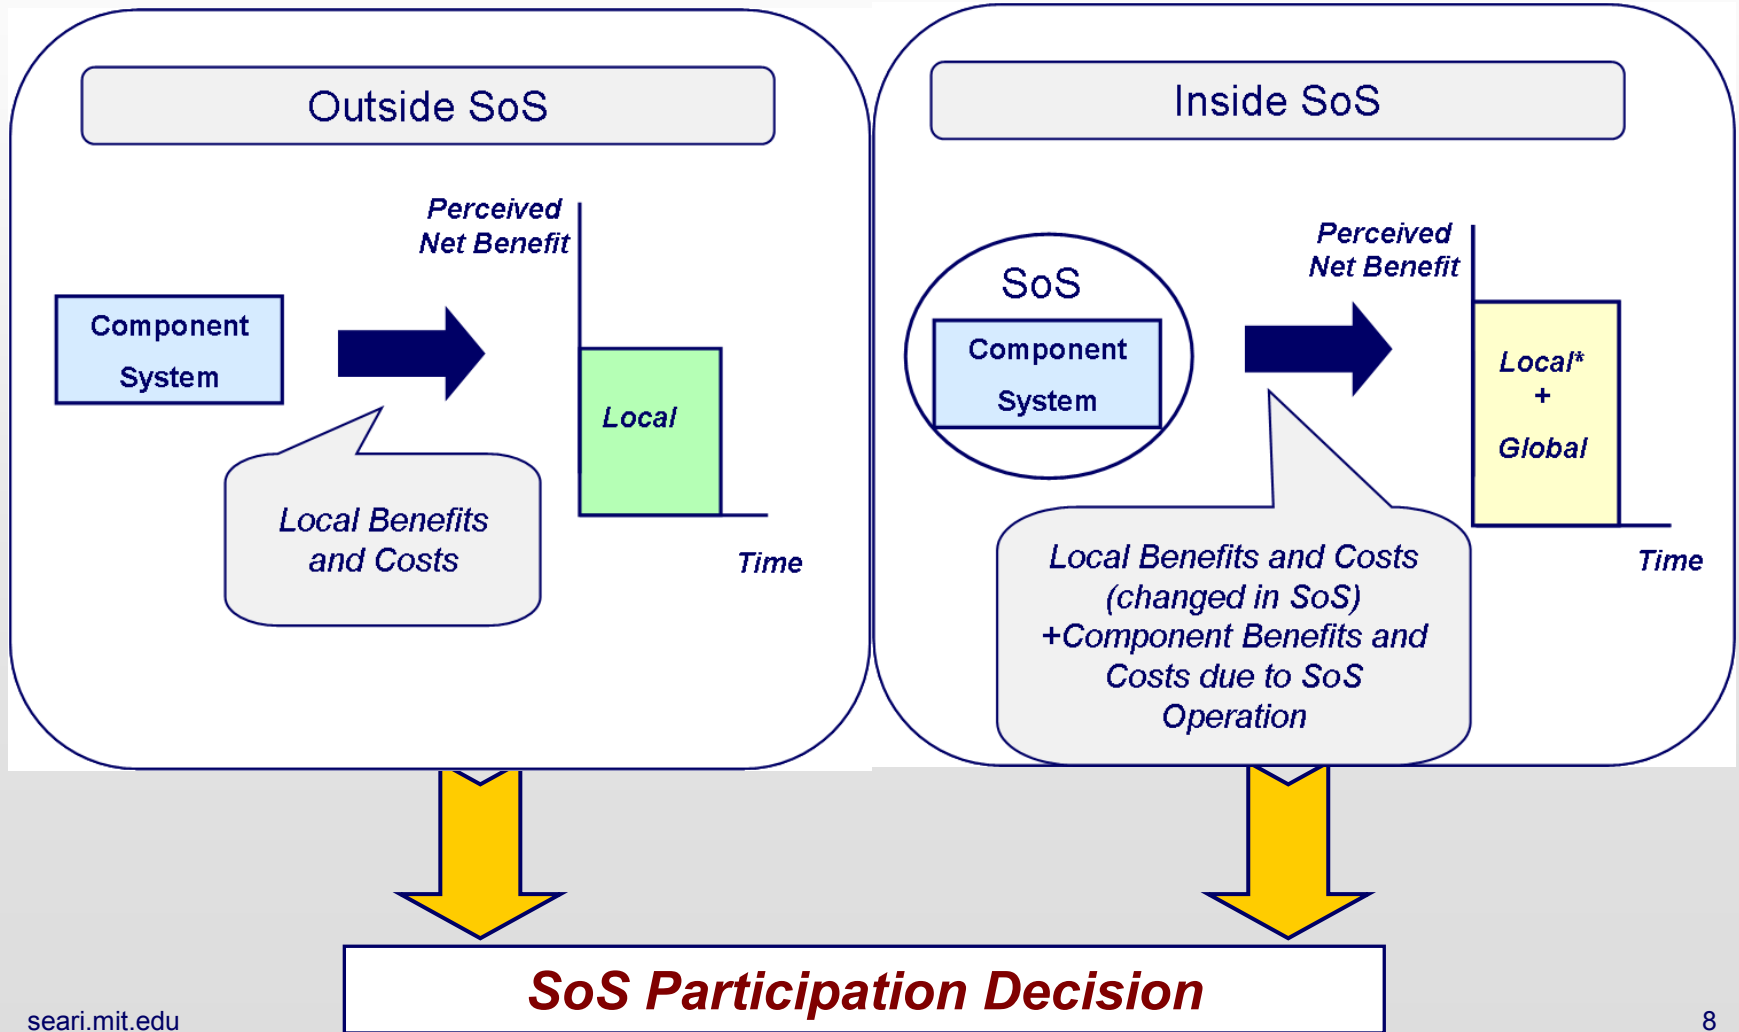 Outside SoS
Perceived
Net Benefit
Component
System
Local
Local Benefits
and Costs
Time
Inside SoS
Perceived
Net Benefit
SoS
Component
System
Local*
+
Global
Local Benefits and Costs
(changed in SoS)
+Component Benefits and
Costs due to SoS
Operation
Time
SoS Participation Decision
seari.mit.edu
8